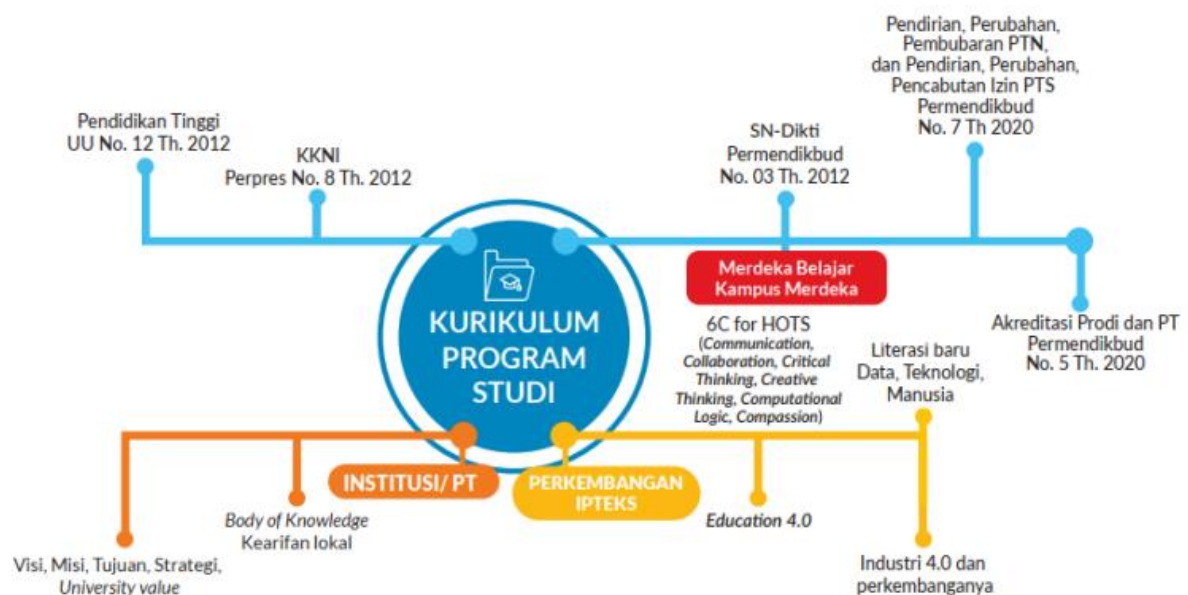 Pendidikan Tinggi
UU No. 12 Th. 2012
KKNI
Perpres No. 8 Th. 2012
SN-Dikti
Permendikbud
No. 03 Th. 2012
Pendirian, Perubahan,
Pembubaran PTN,
dan Pendirian, Perubahan,
Pencabutan Izin PTS
Permendikbud
No. 7 Th 2020
Merdeka Belajar
Kampus Merdeka
Akreditasi Prodi dan PT
Permendikbud
No. 5 Th. 2020
KURIKULUM
PROGRAM
STUDI
6C for HOTS
(Communication,
Collaboration, Critical
Thinking, Creative
Thinking, Computational
Logic, Compassion)
Literasi baru
Data, Teknologi,
Manusia
INSTITUSI/ PT
PERKEMBANGAN
IPTEKS
Body of Knowledge
Kearifan lokal
Education 4.0
Visi, Misi, Tujuan, Strategi,
University value
Industri 4.0 dan
perkembanganya